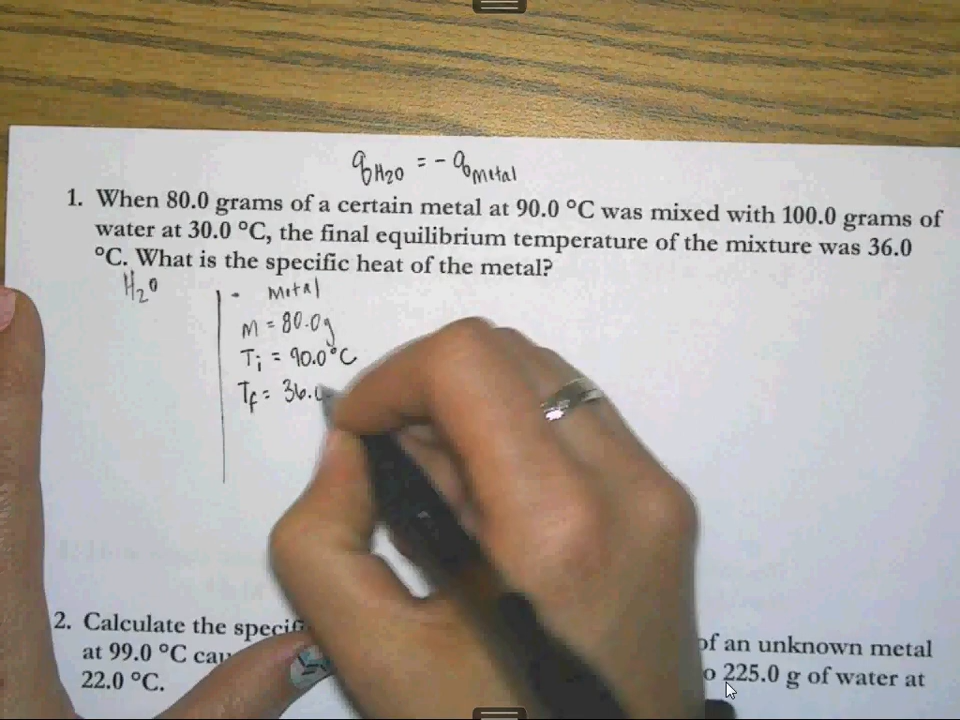 qH₂O = - qMetal
1. When 80.0 grams of a certain metal at 90.0 °C was mixed with 100.0 grams of
water at 30.0 °C, the final equilibrium temperature of the mixture was 36.0
°C. What is the specific heat of the metal?
H₂O
Metal
m = 80.0g
Ti = 90.0°C
Tf = 36.0
2. Calculate the of an unknown metal
at 99.0 °C 225.0 g of water at
22.0 °C.